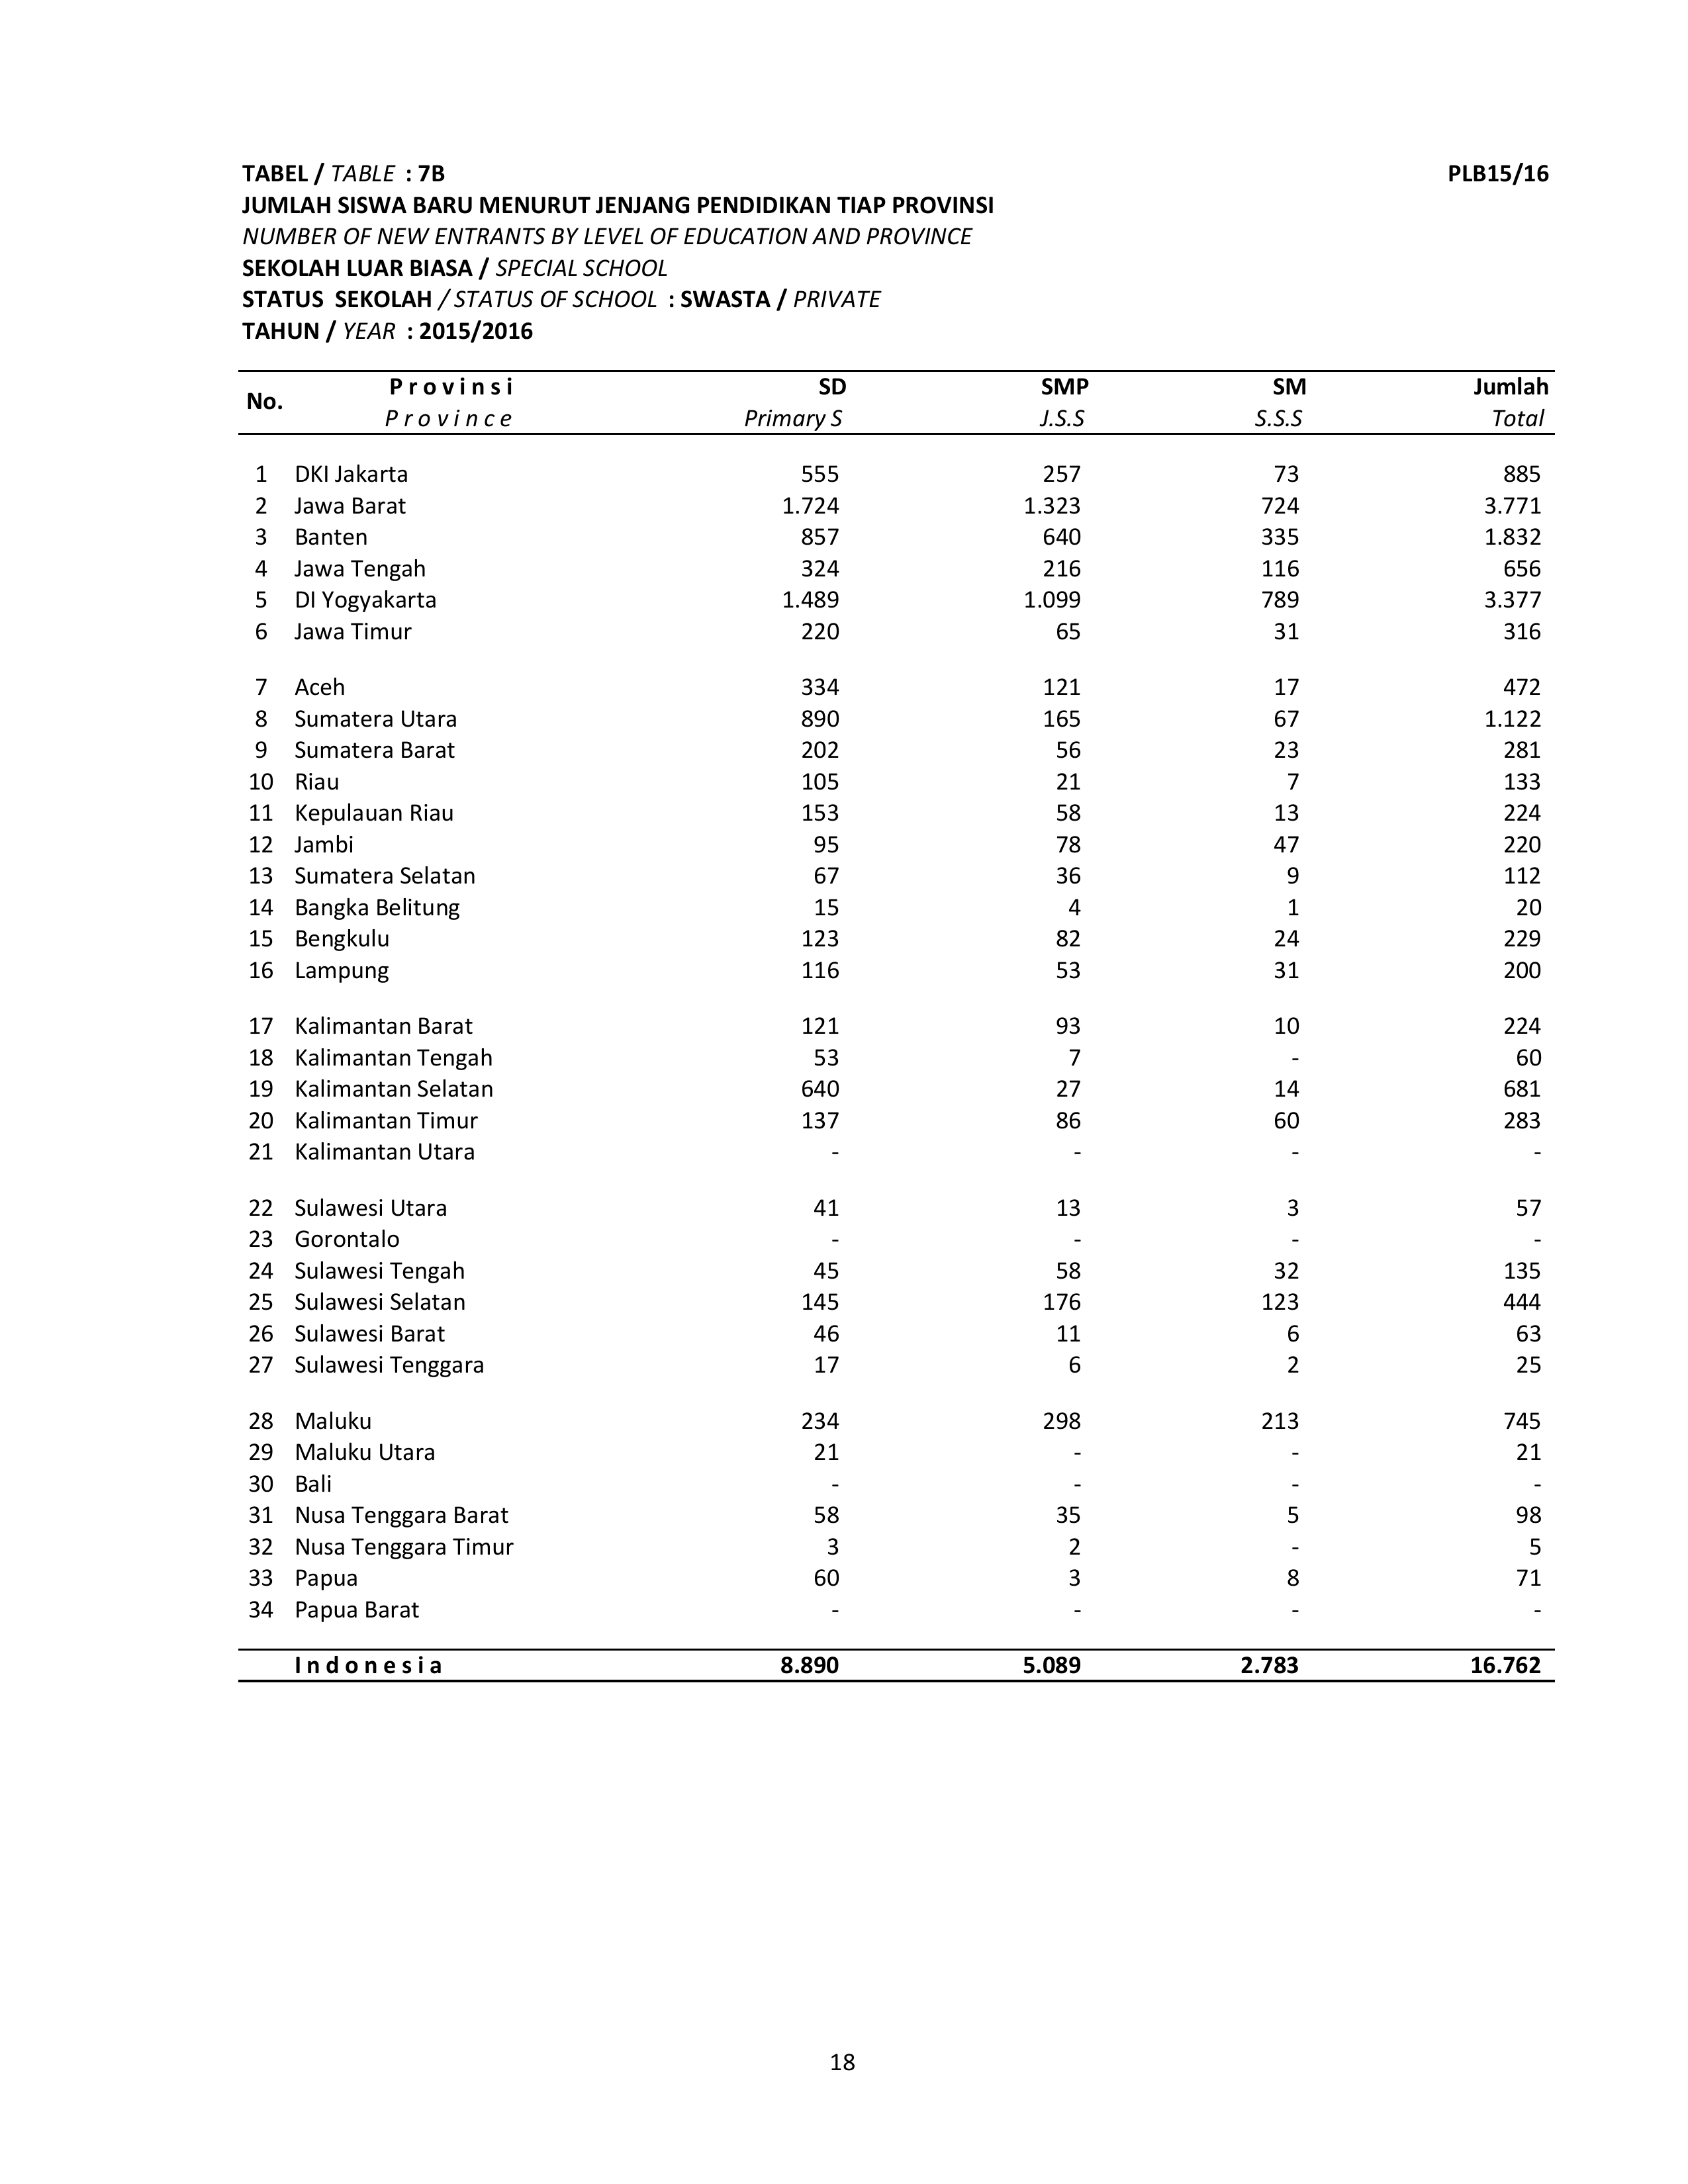 TABEL / TABLE : 7B PLB15/16
JUMLAH SISWA BARU MENURUT JENJANG PENDIDIKAN TIAP PROVINSI
NUMBER OF NEW ENTRANTS BY LEVEL OF EDUCATION AND PROVINCE
SEKOLAH LUAR BIASA / SPECIAL SCHOOL
STATUS SEKOLAH / STATUS OF SCHOOL : SWASTA / PRIVATE
TAHUN / YEAR : 2015/2016
No. Provinsi SD SMP SM Jumlah
Province Primary S J.S.S S.S.S Total
1 DKI Jakarta 555 257 73 885
2 Jawa Barat 1.724 1.323 724 3.771
3 Banten 857 640 335 1.832
4 Jawa Tengah 324 216 116 656
5 DI Yogyakarta 1.489 1.099 789 3.377
6 Jawa Timur 220 65 31 316
7 Aceh 334 121 17 472
8 Sumatera Utara 890 165 67 1.122
9 Sumatera Barat 202 56 23 281
10 Riau 105 21 7 133
11 Kepulauan Riau 153 58 13 224
12 Jambi 95 78 47 220
13 Sumatera Selatan 67 36 9 112
14 Bangka Belitung 15 4 1 20
15 Bengkulu 123 82 24 229
16 Lampung 116 53 31 200
17 Kalimantan Barat 121 93 10 224
18 Kalimantan Tengah 53 7 - 60
19 Kalimantan Selatan 640 27 14 681
20 Kalimantan Timur 137 86 60 283
21 Kalimantan Utara - - - -
22 Sulawesi Utara 41 13 3 57
23 Gorontalo - - - -
24 Sulawesi Tengah 45 58 32 135
25 Sulawesi Selatan 145 176 123 444
26 Sulawesi Barat 46 11 6 63
27 Sulawesi Tenggara 17 6 2 25
28 Maluku 234 298 213 745
29 Maluku Utara 21 - - 21
30 Bali - - - -
31 Nusa Tenggara Barat 58 35 5 98
32 Nusa Tenggara Timur 3 2 - 5
33 Papua 60 3 8 71
34 Papua Barat - - - -
Indonesia 8.890 5.089 2.783 16.762
18